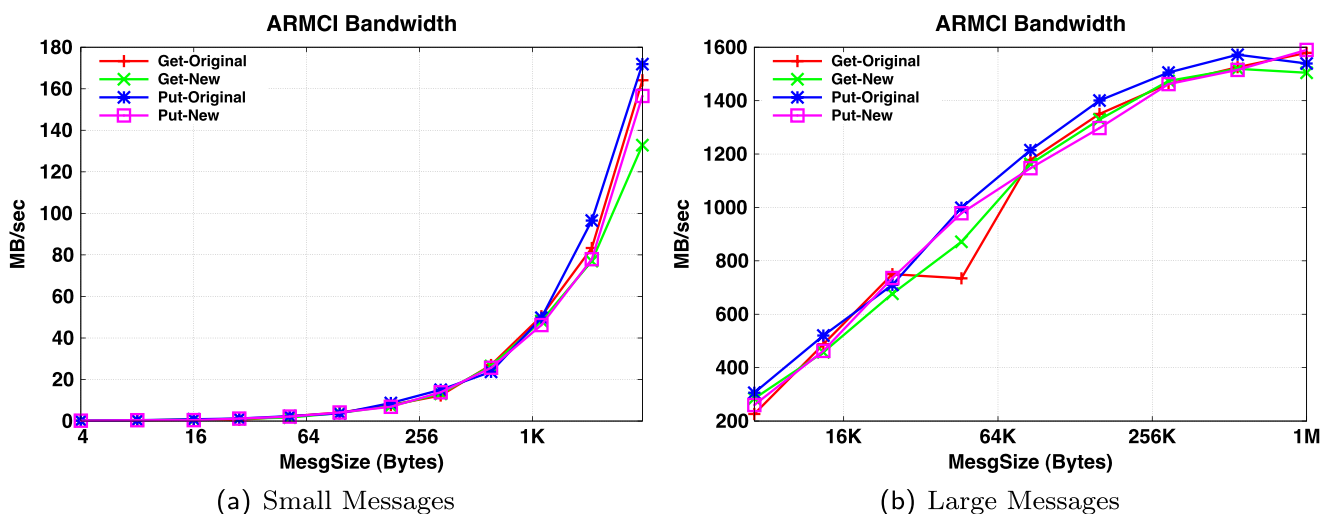 ARMCI Bandwidth
180
160
140
120
100
80
60
40
20
0
MB/sec
Get-Original
Get-New
Put-Original
Put-New
4 16 64 256 1K
MesgSize (Bytes)
(a) Small Messages
ARMCI Bandwidth
1600
1400
1200
1000
800
600
400
200
MB/sec
Get-Original
Get-New
Put-Original
Put-New
16K 64K 256K 1M
MesgSize (Bytes)
(b) Large Messages